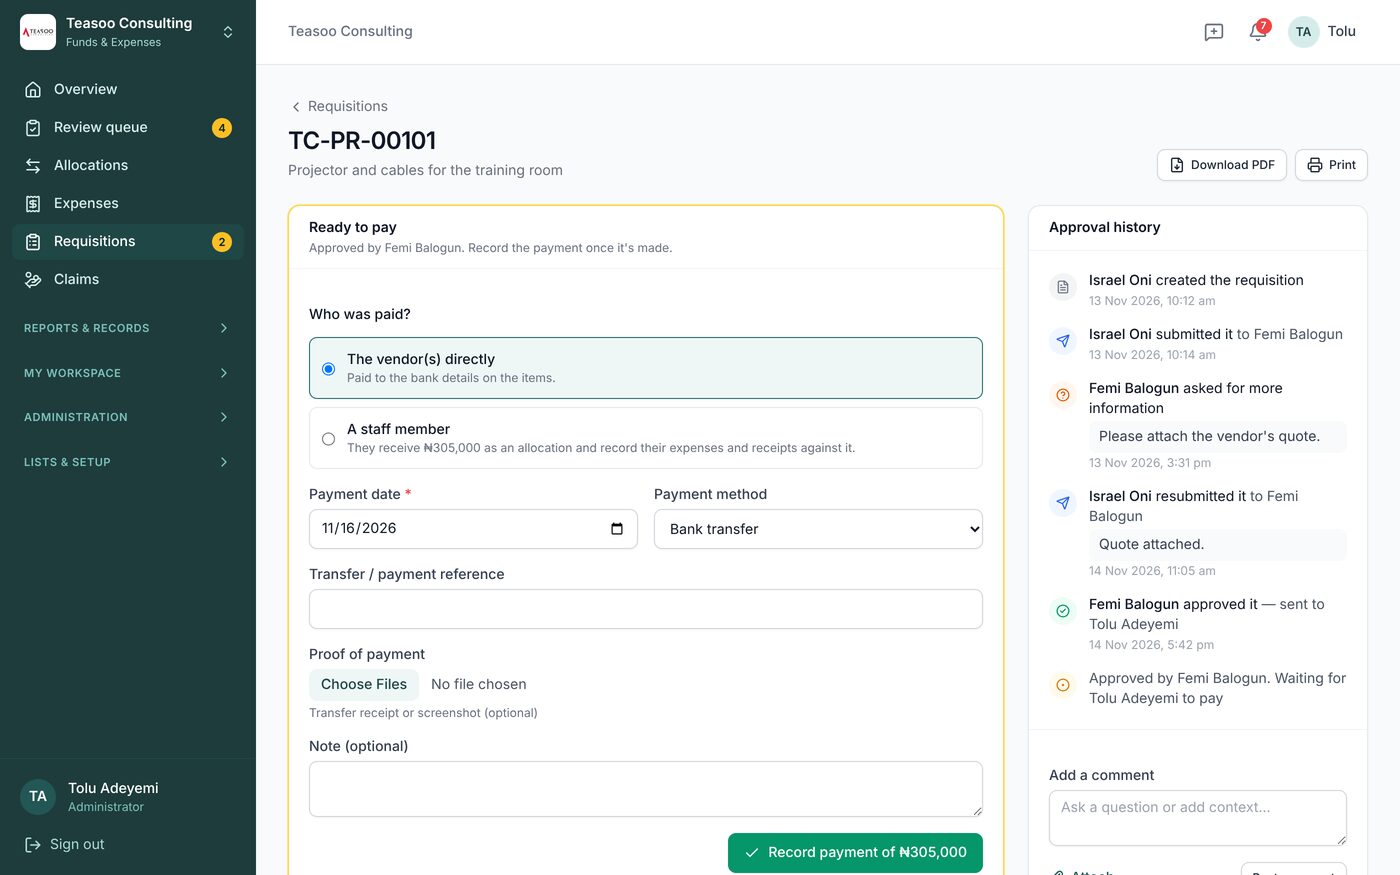 TEASOO
Teasoo Consulting
Funds & Expenses
Overview
Review queue 4
Allocations
Expenses
Requisitions 2
Claims
REPORTS & RECORDS
MY WORKSPACE
ADMINISTRATION
LISTS & SETUP
TA
Tolu Adeyemi
Administrator
Sign out
Teasoo Consulting
7
TA
Tolu
Requisitions
TC-PR-00101
Projector and cables for the training room
Download PDF
Print
Ready to pay
Approved by Femi Balogun. Record the payment once it's made.
Who was paid?
The vendor(s) directly
Paid to the bank details on the items.
A staff member
They receive ₦305,000 as an allocation and record their expenses and receipts against it.
Payment date *
11/16/2026
Payment method
Bank transfer
Transfer / payment reference
Proof of payment
Choose Files No file chosen
Transfer receipt or screenshot (optional)
Note (optional)
Record payment of ₦305,000
Approval history
Israel Oni created the requisition
13 Nov 2026, 10:12 am
Israel Oni submitted it to Femi Balogun
13 Nov 2026, 10:14 am
Femi Balogun asked for more
information
Please attach the vendor's quote.
13 Nov 2026, 3:31 pm
Israel Oni resubmitted it to Femi
Balogun
Quote attached.
14 Nov 2026, 11:05 am
Femi Balogun approved it — sent to
Tolu Adeyemi
14 Nov 2026, 5:42 pm
Approved by Femi Balogun. Waiting for
Tolu Adeyemi to pay
Add a comment
Ask a question or add context...
Attach